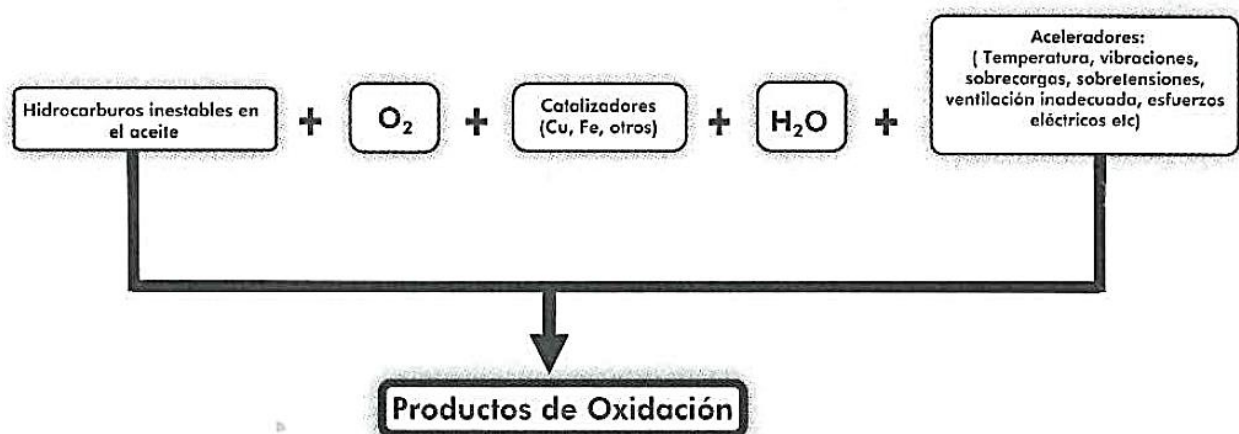 Hidrocarburos inestables en
el aceite
+
O₂
+
Catalizadores
(Cu, Fe, otros)
+
H₂O
+
Aceleradores:
( Temperatura, vibraciones,
sobrecargas, sobretensiones,
ventilación inadecuada, esfuerzos
eléctricos etc)
Productos de Oxidación